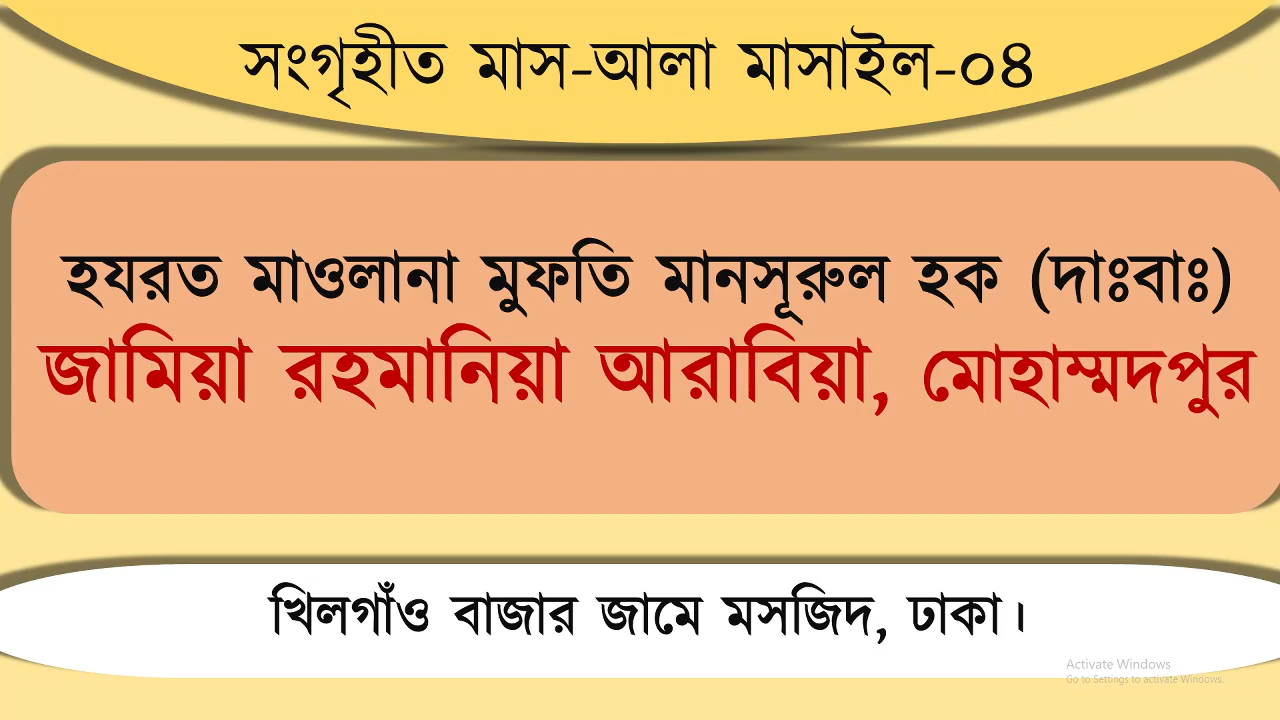 সংগৃহীত মাস-আলা মাসাইল-০৪
হযরত মাওলানা মুফতি মানসূরুল হক (দাঃবাঃ)
জামিয়া রহমানিয়া আরাবিয়া, মোহাম্মদপুর
খিলগাঁও বাজার জামে মসজিদ, ঢাকা।
Activate Windows
Go to Settings to activate Windows.